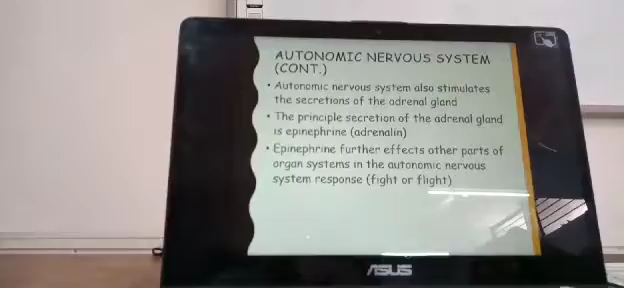 AUTONOMIC NERVOUS SYSTEM
(CONT.)
• Autonomic nervous system also stimulates
the secretions of the adrenal gland
• The principle secretion of the adrenal gland
is epinephrine (adrenalin)
• Epinephrine further effects other parts of
organ systems in the autonomic nervous
system response (fight or flight)
ASUS